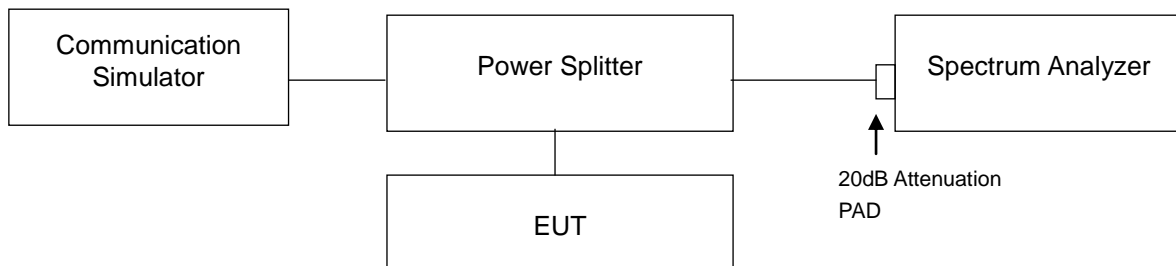 Communication
Simulator
Power Splitter
Spectrum Analyzer
20dB Attenuation
PAD
EUT